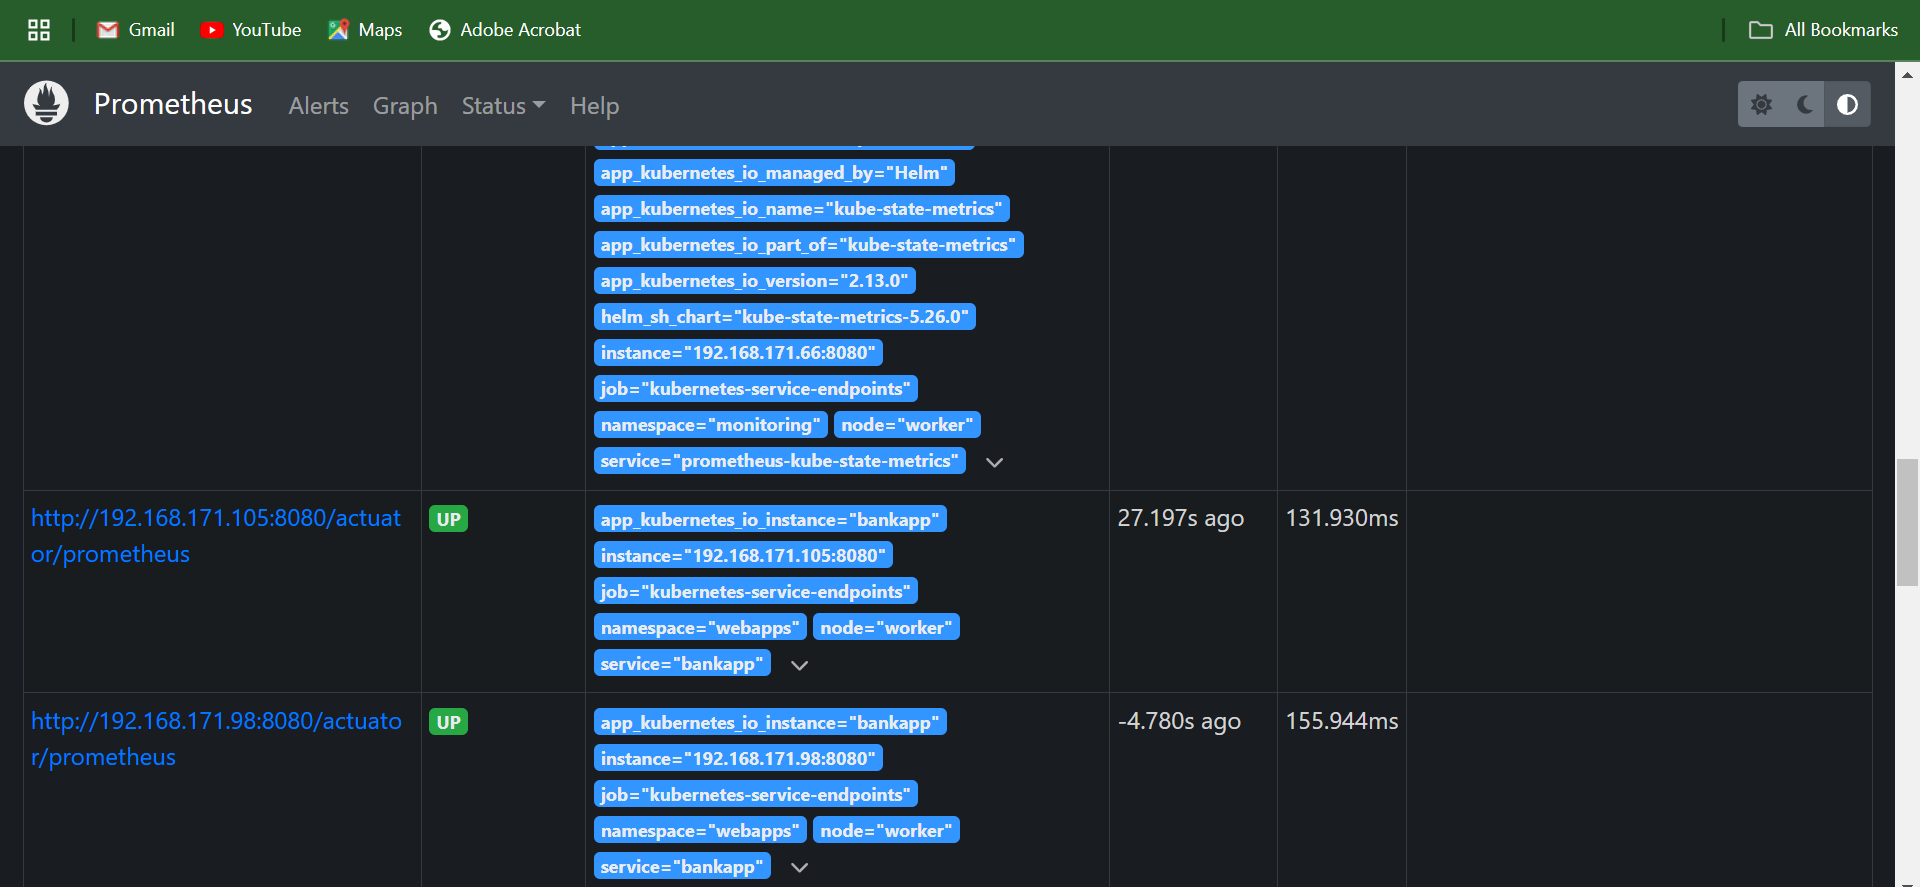 Gmail YouTube Maps Adobe Acrobat All Bookmarks
Prometheus Alerts Graph Status Help
app_kubernetes_io_managed_by="Helm"
app_kubernetes_io_name="kube-state-metrics"
app_kubernetes_io_part_of="kube-state-metrics"
app_kubernetes_io_version="2.13.0"
helm_sh_chart="kube-state-metrics-5.26.0"
instance="192.168.171.66:8080"
job="kubernetes-service-endpoints"
namespace="monitoring" node="worker"
service="prometheus-kube-state-metrics"
http://192.168.171.105:8080/actuat
or/prometheus
UP
app_kubernetes_io_instance="bankapp"
instance="192.168.171.105:8080"
job="kubernetes-service-endpoints"
namespace="webapps" node="worker"
service="bankapp"
27.197s ago
131.930ms
http://192.168.171.98:8080/actuato
r/prometheus
UP
app_kubernetes_io_instance="bankapp"
instance="192.168.171.98:8080"
job="kubernetes-service-endpoints"
namespace="webapps" node="worker"
service="bankapp"
-4.780s ago
155.944ms